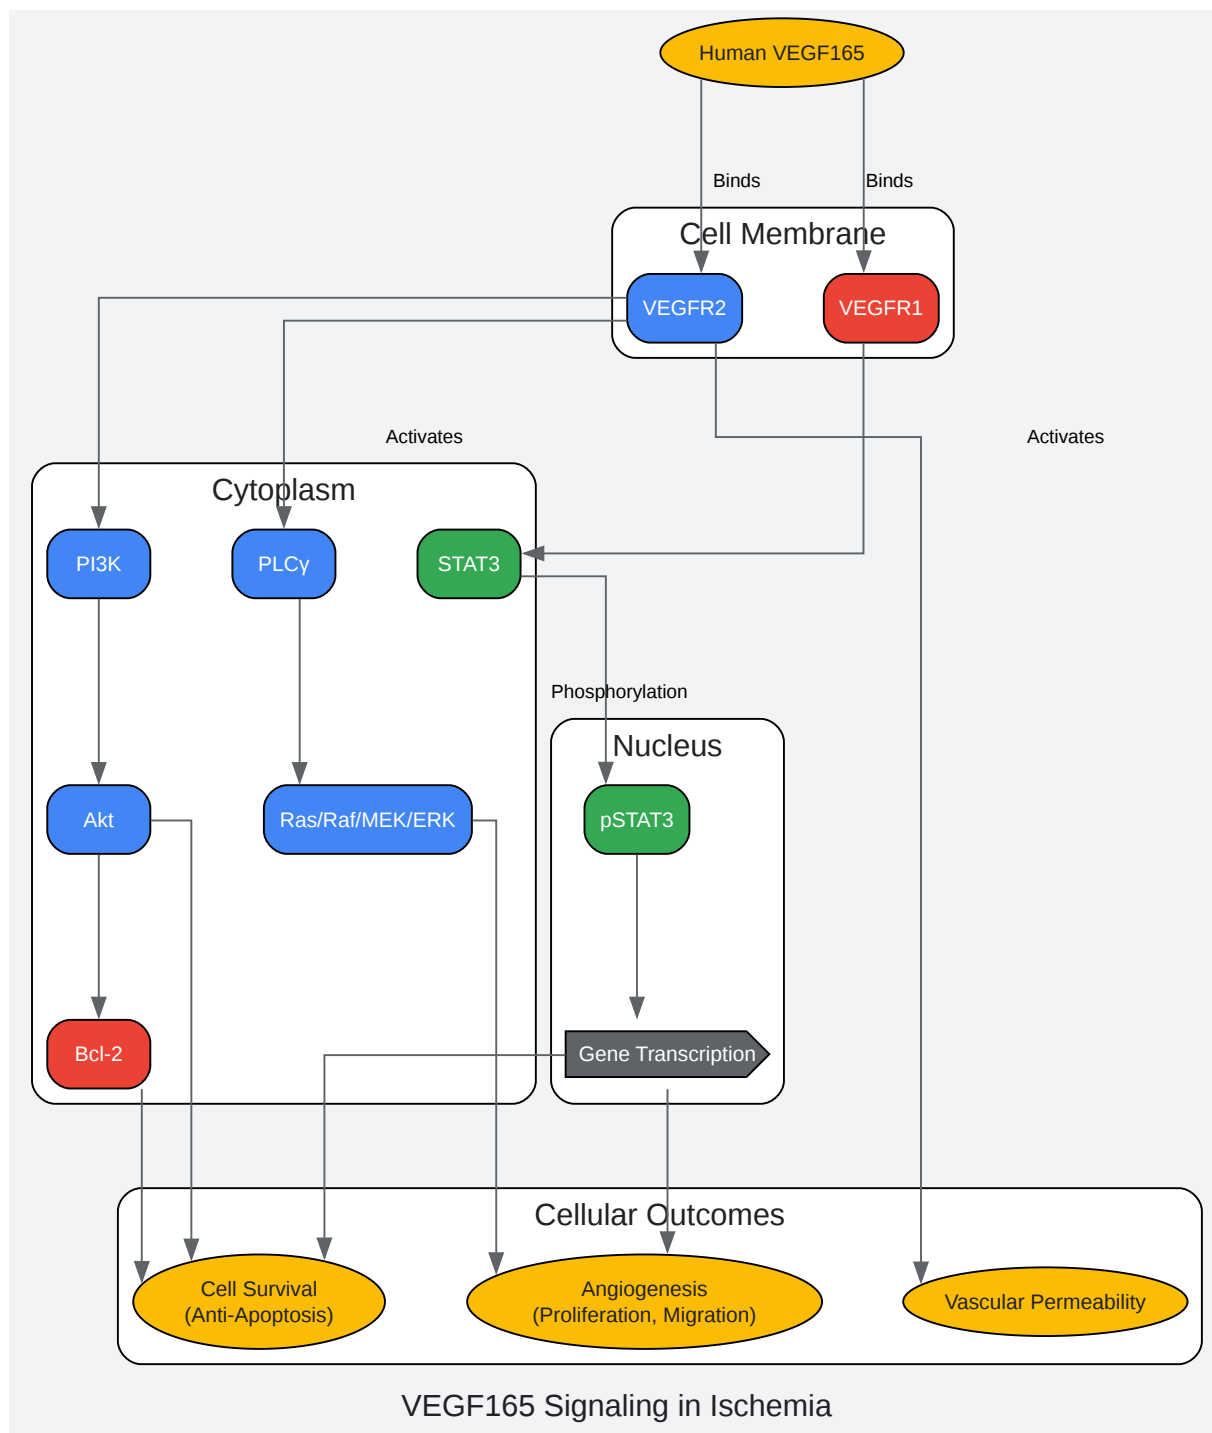 Human VEGF165
Binds
Binds
Cell Membrane
VEGFR2
VEGFR1
Activates
Activates
Cytoplasm
PI3K
PLCγ
STAT3
Phosphorylation
Nucleus
Akt
Ras/Raf/MEK/ERK
pSTAT3
Bcl-2
Gene Transcription
Cellular Outcomes
Cell Survival
(Anti-Apoptosis)
Angiogenesis
(Proliferation, Migration)
Vascular Permeability
VEGF165 Signaling in Ischemia